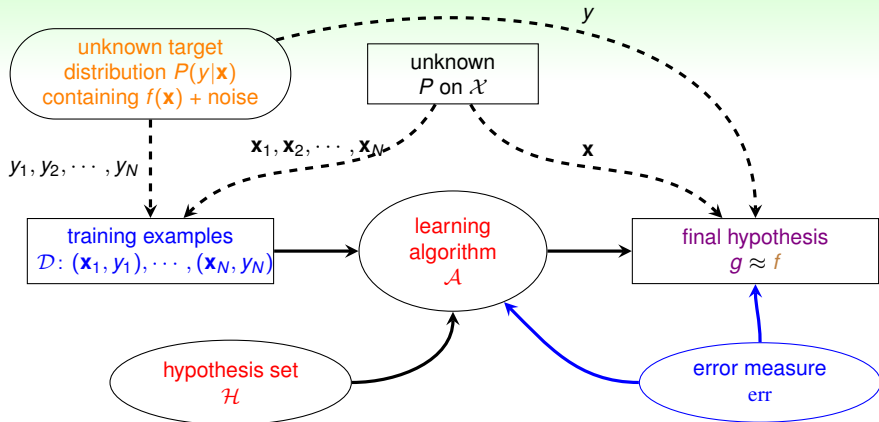 y
unknown target
distribution P(y|𝐱)
containing f(𝐱) + noise
unknown
P on 𝒳
y₁, y₂, ⋯ , y_N
𝐱₁, 𝐱₂, ⋯ , 𝐱_N
𝐱
training examples
𝒟: (𝐱₁, y₁), ⋯ , (𝐱_N, y_N)
learning
algorithm
𝒜
final hypothesis
g ≈ f
hypothesis set
ℋ
error measure
err